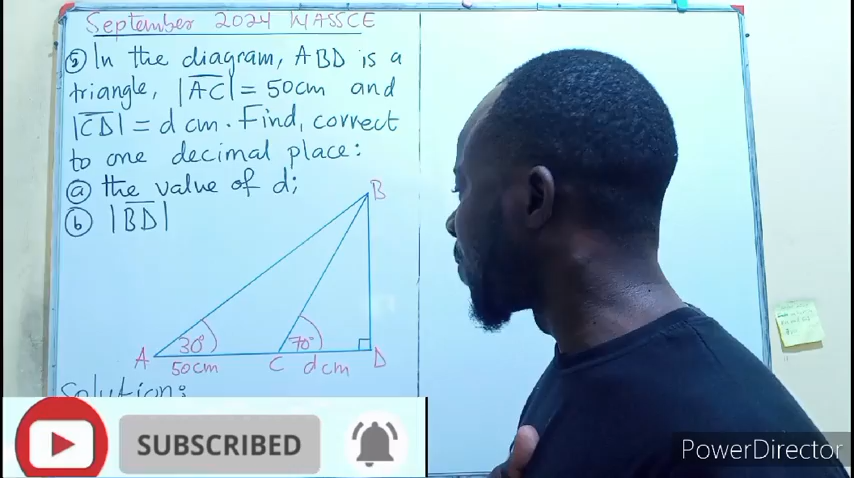 September 2024 WASSCE
⑤ In the diagram, ABD is a
triangle, |AC| = 50cm and
|CD| = d cm. Find, correct
to one decimal place:
ⓐ the value of d;
ⓑ |BD|
B
30°
70°
A
C
D
50cm
d cm
Solution:
SUBSCRIBED
PowerDirector